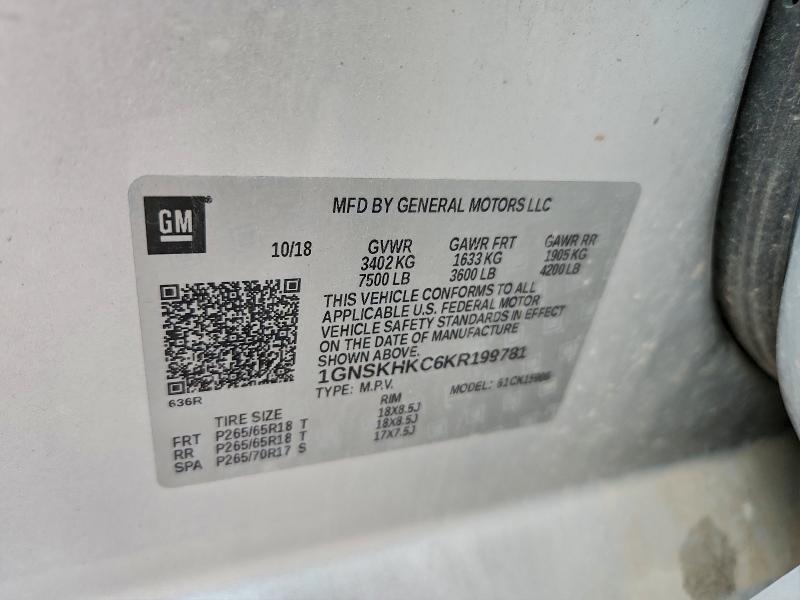 GM
MFD BY GENERAL MOTORS LLC
10/18 GVWR GAWR FRT GAWR RR
3402 KG 1633 KG 1905 KG
7500 LB 3600 LB 4200 LB
THIS VEHICLE CONFORMS TO ALL
APPLICABLE U.S. FEDERAL MOTOR
VEHICLE SAFETY STANDARDS IN EFFECT
ON THE DATE OF MANUFACTURE
SHOWN ABOVE.
1GNSKHKC6KR199781
TYPE: M.P.V. MODEL:
636R
TIRE SIZE RIM
FRT P265/65R18 T 18X8.5J
RR P265/65R18 T 18X8.5J
SPA P265/70R17 S 17X7.5J